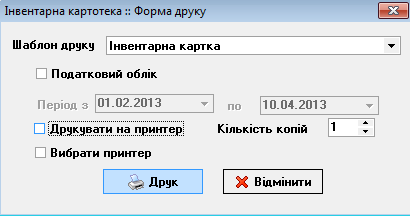 Інвентарна картотека :: Форма друку
Шаблон друку Інвентарна картка
Податковий облік
Період з 01.02.2013 по 10.04.2013
Друкувати на принтер Кількість копій 1
Вибрати принтер
Друк Відмінити